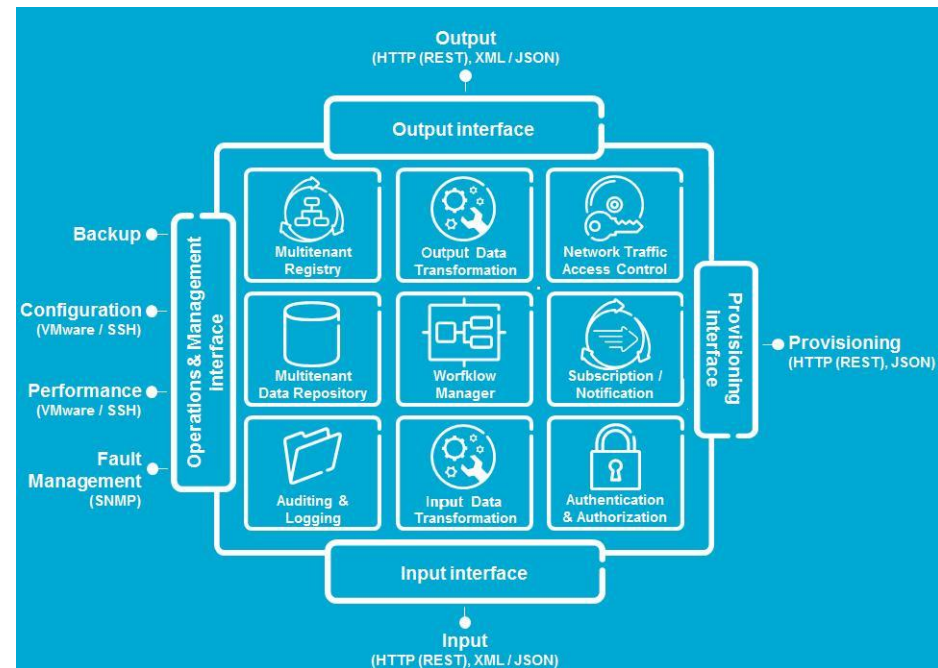 Output
(HTTP (REST), XML / JSON)
Output interface
Multitenant
Registry
Output Data
Transformation
Network Traffic
Access Control
Backup
Configuration
(VMware / SSH)
Performance
(VMware / SSH)
Fault
Management
(SNMP)
Operations & Management
interface
Multitenant
Data Repository
Worfklow
Manager
Subscription /
Notification
Provisioning
interface
Provisioning
(HTTP (REST), JSON)
Auditing &
Logging
Input Data
Transformation
Authentication
& Authorization
Input interface
Input
(HTTP (REST), XML / JSON)